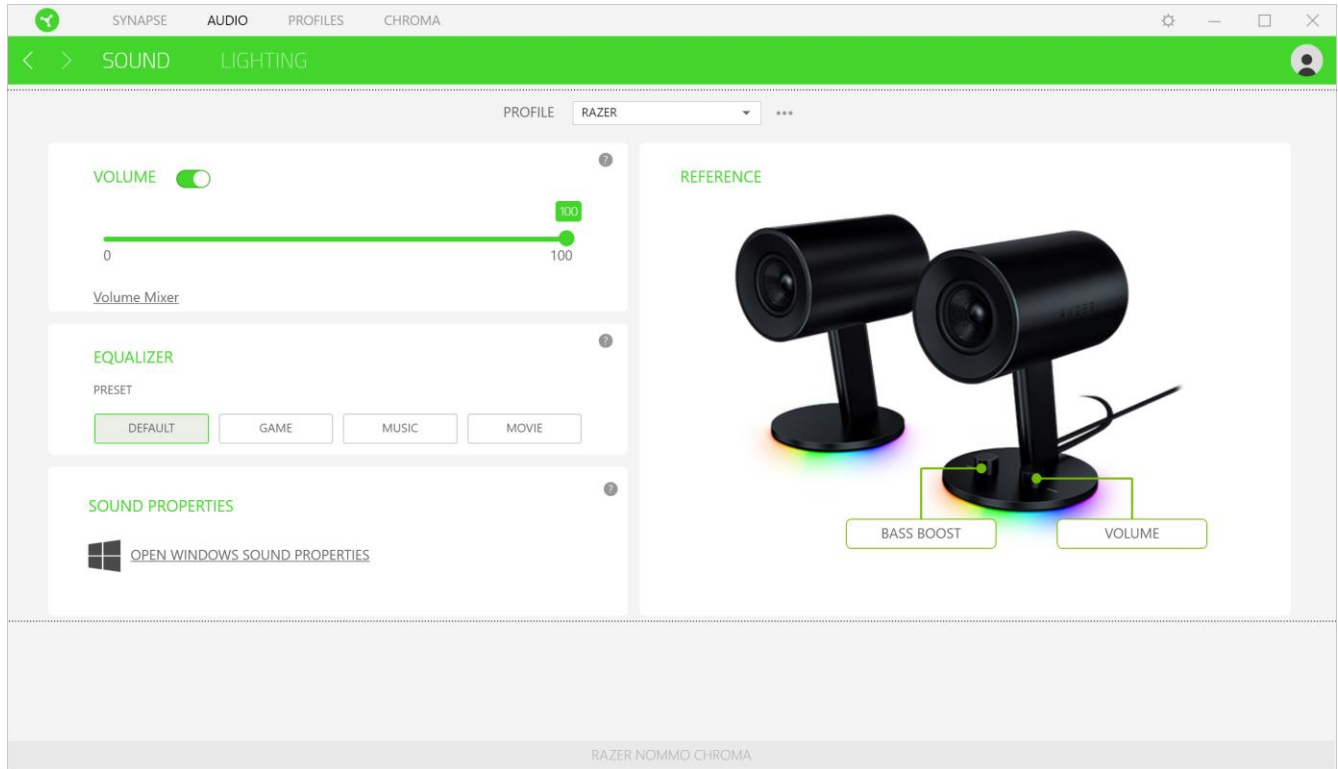 SYNAPSE AUDIO PROFILES CHROMA
SOUND LIGHTING
PROFILE RAZER
VOLUME
100
0 100
Volume Mixer
EQUALIZER
PRESET
DEFAULT GAME MUSIC MOVIE
SOUND PROPERTIES
OPEN WINDOWS SOUND PROPERTIES
REFERENCE
RAZER
BASS BOOST VOLUME
RAZER NOMMO CHROMA